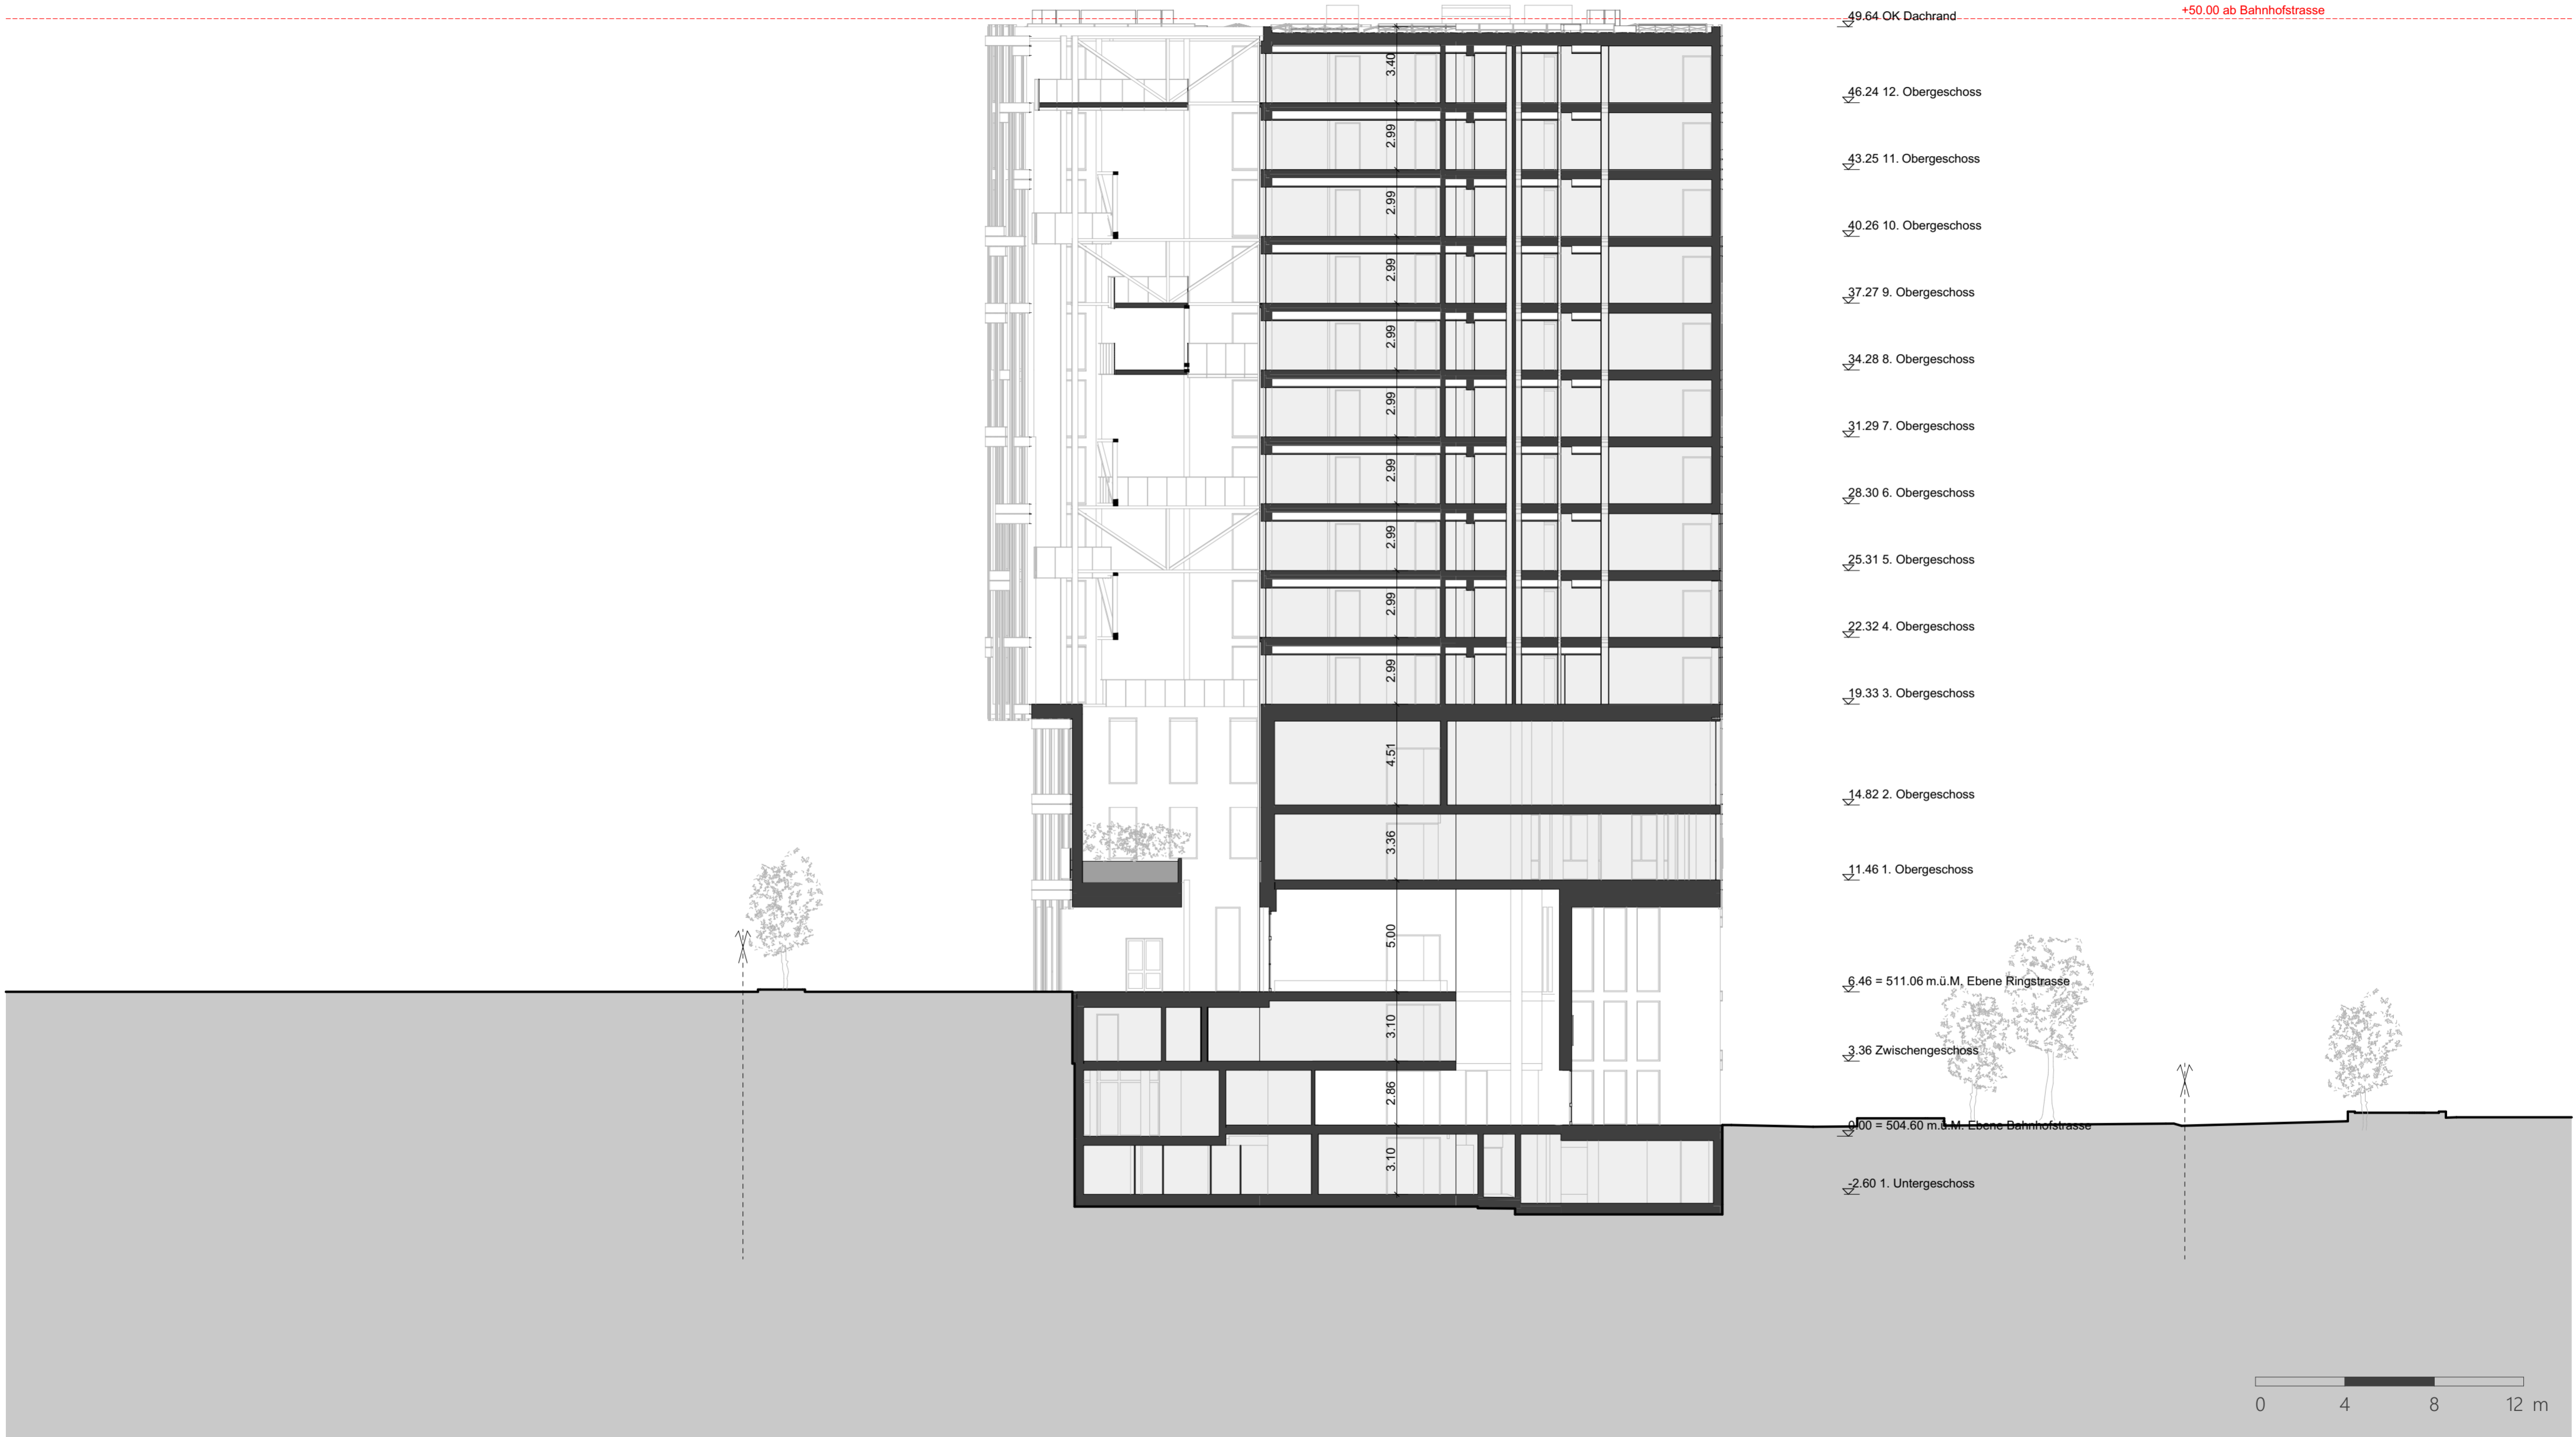 +50.00 ab Bahnhofstrasse
49.64 OK Dachrand
3.40
46.24 12. Obergeschoss
2.99
43.25 11. Obergeschoss
2.99
40.26 10. Obergeschoss
2.99
37.27 9. Obergeschoss
2.99
34.28 8. Obergeschoss
2.99
31.29 7. Obergeschoss
2.99
28.30 6. Obergeschoss
2.99
25.31 5. Obergeschoss
2.99
22.32 4. Obergeschoss
2.99
19.33 3. Obergeschoss
4.51
14.82 2. Obergeschoss
3.36
11.46 1. Obergeschoss
5.00
6.46 = 511.06 m.ü.M. Ebene Ringstrasse
3.10
3.36 Zwischengeschoss
2.86
0.00 = 504.60 m.ü.M. Ebene Bahnhofstrasse
3.10
-2.60 1. Untergeschoss
0 4 8 12 m